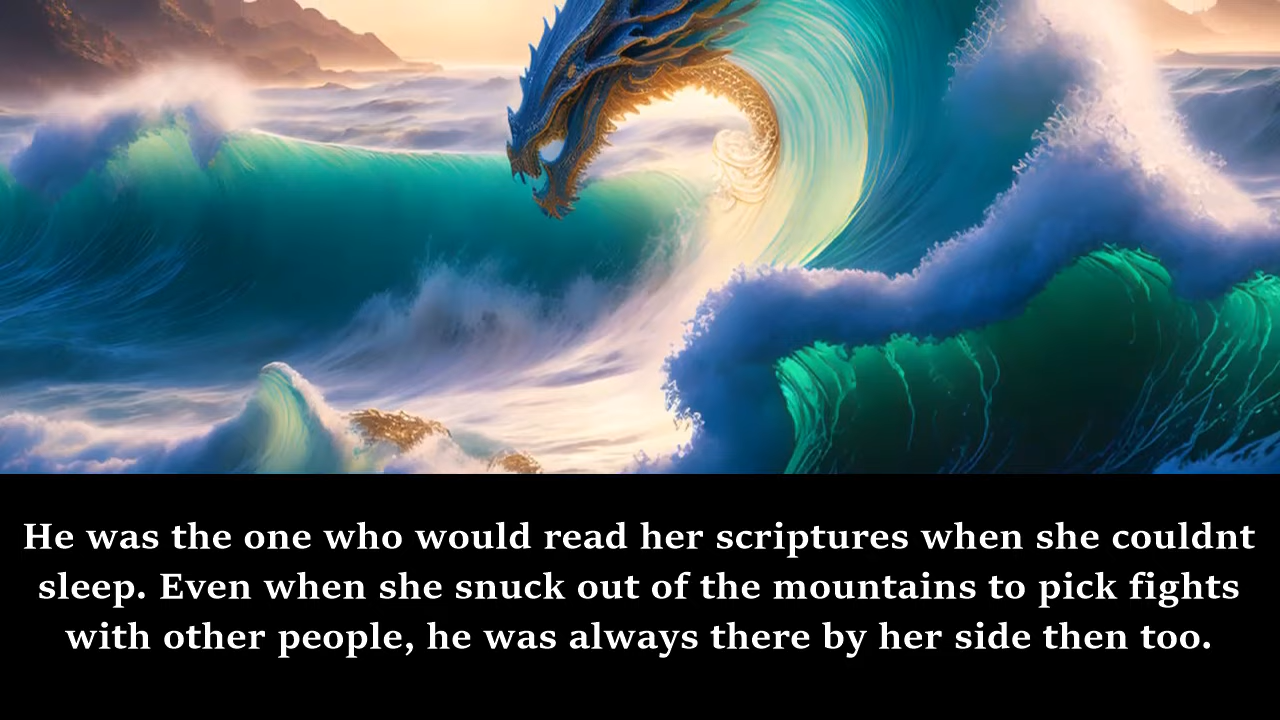 He was the one who would read her scriptures when she couldnt
sleep. Even when she snuck out of the mountains to pick fights
with other people, he was always there by her side then too.